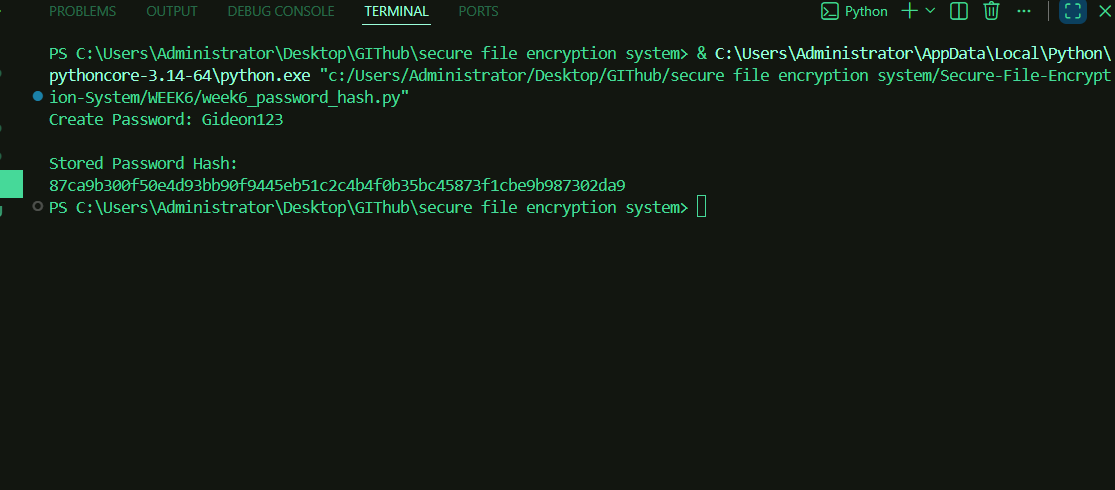 PROBLEMS OUTPUT DEBUG CONSOLE TERMINAL PORTS Python
PS C:\Users\Administrator\Desktop\GIThub\secure file encryption system> & C:\Users\Administrator\AppData\Local\Python\
pythoncore-3.14-64\python.exe "c:/Users/Administrator/Desktop/GIThub/secure file encryption system/Secure-File-Encrypt
ion-System/WEEK6/week6_password_hash.py"
Create Password: Gideon123
Stored Password Hash:
87ca9b300f50e4d93bb90f9445eb51c2c4b4f0b35bc45873f1cbe9b987302da9
PS C:\Users\Administrator\Desktop\GIThub\secure file encryption system>